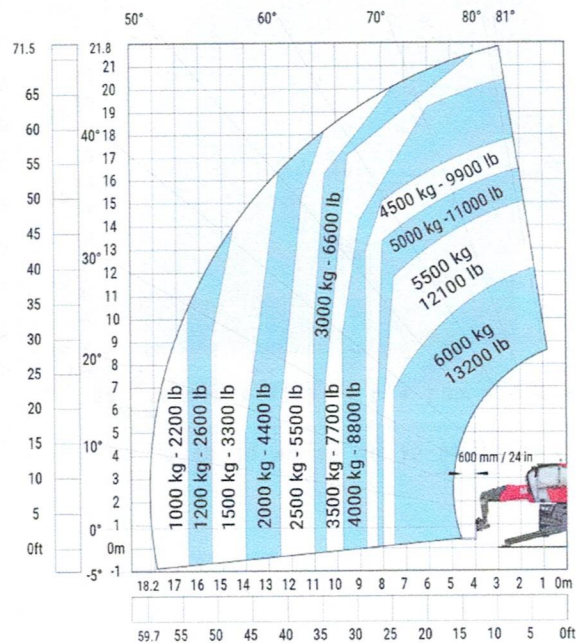 50° 60° 70° 80° 81°
71.5 21.8
21
65 20
19
60 40° 18
17
55 16
50 15
14
45 30° 13
40 12
11
35 10
30 9
20° 8
25 7
20 6
5
15 10° 4
10 3
2
5 0° 1
0ft 0m
-5° -1
4500 kg - 9900 lb
5000 kg -11000 lb
5500 kg
12100 lb
6000 kg
13200 lb
3000 kg - 6600 lb
1000 kg - 2200 lb
1200 kg - 2600 lb
1500 kg - 3300 lb
2000 kg - 4400 lb
2500 kg - 5500 lb
3500 kg - 7700 lb
4000 kg - 8800 lb
600 mm / 24 in
18.2 17 16 15 14 13 12 11 10 9 8 7 6 5 4 3 2 1 0m
59.7 55 50 45 40 35 30 25 20 15 10 5 0ft